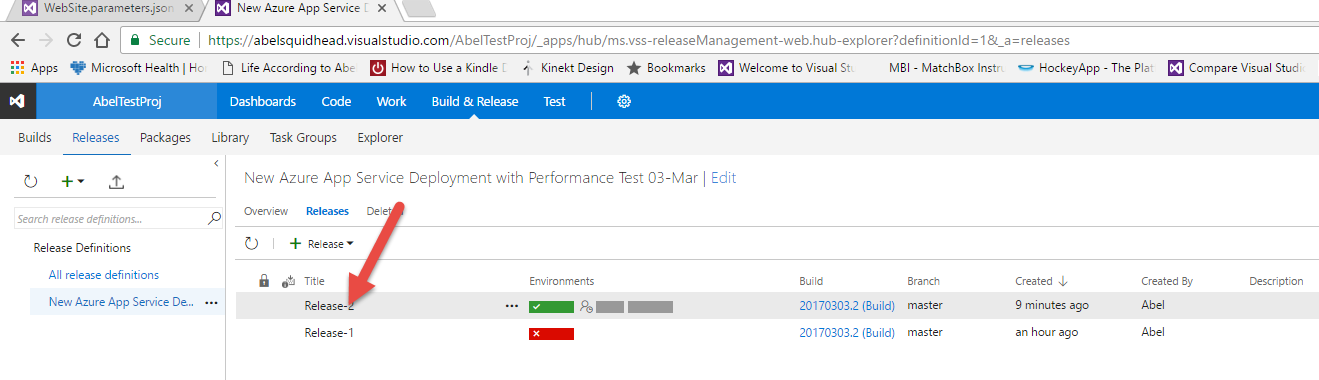 WebSite.parameters.json
New Azure App Service D
Secure https://abelsquidhead.visualstudio.com/AbelTestProj/_apps/hub/ms.vss-releaseManagement-web.hub-explorer?definitionId=1&_a=releases
Apps Microsoft Health | Ho Life According to Abe How to Use a Kindle D Kinekt Design Bookmarks Welcome to Visual Stu MBI - MatchBox Instru HockeyApp - The Plat Compare Visual Studio
AbelTestProj Dashboards Code Work Build & Release Test
Builds Releases Packages Library Task Groups Explorer
New Azure App Service Deployment with Performance Test 03-Mar | Edit
Search release definitions...
Overview Releases Delete
Release Definitions
+ Release
All release definitions
New Azure App Service De... ...
Title Environments Build Branch Created Created By Description
Release-2 ... 20170303.2 (Build) master 9 minutes ago Abel
Release-1 20170303.2 (Build) master an hour ago Abel